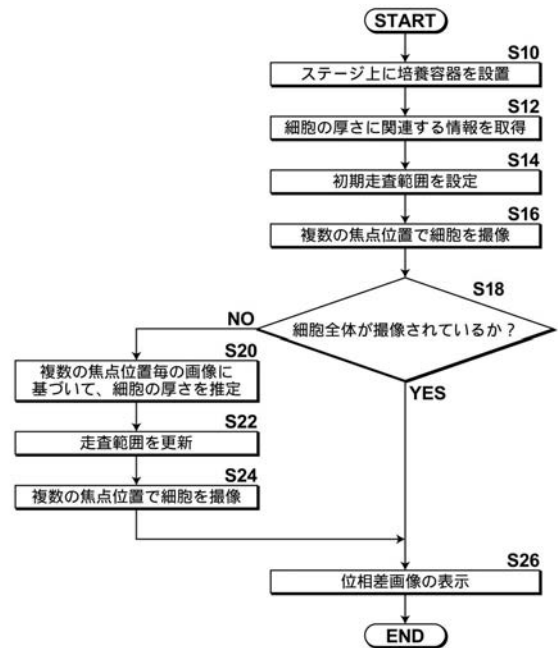 START
S10
ステージ上に培養容器を設置
S12
細胞の厚さに関連する情報を取得
S14
初期走査範囲を設定
S16
複数の焦点位置で細胞を撮像
S18
細胞全体が撮像されているか？
NO
YES
S20
複数の焦点位置毎の画像に
基づいて、細胞の厚さを推定
S22
走査範囲を更新
S24
複数の焦点位置で細胞を撮像
S26
位相差画像の表示
END